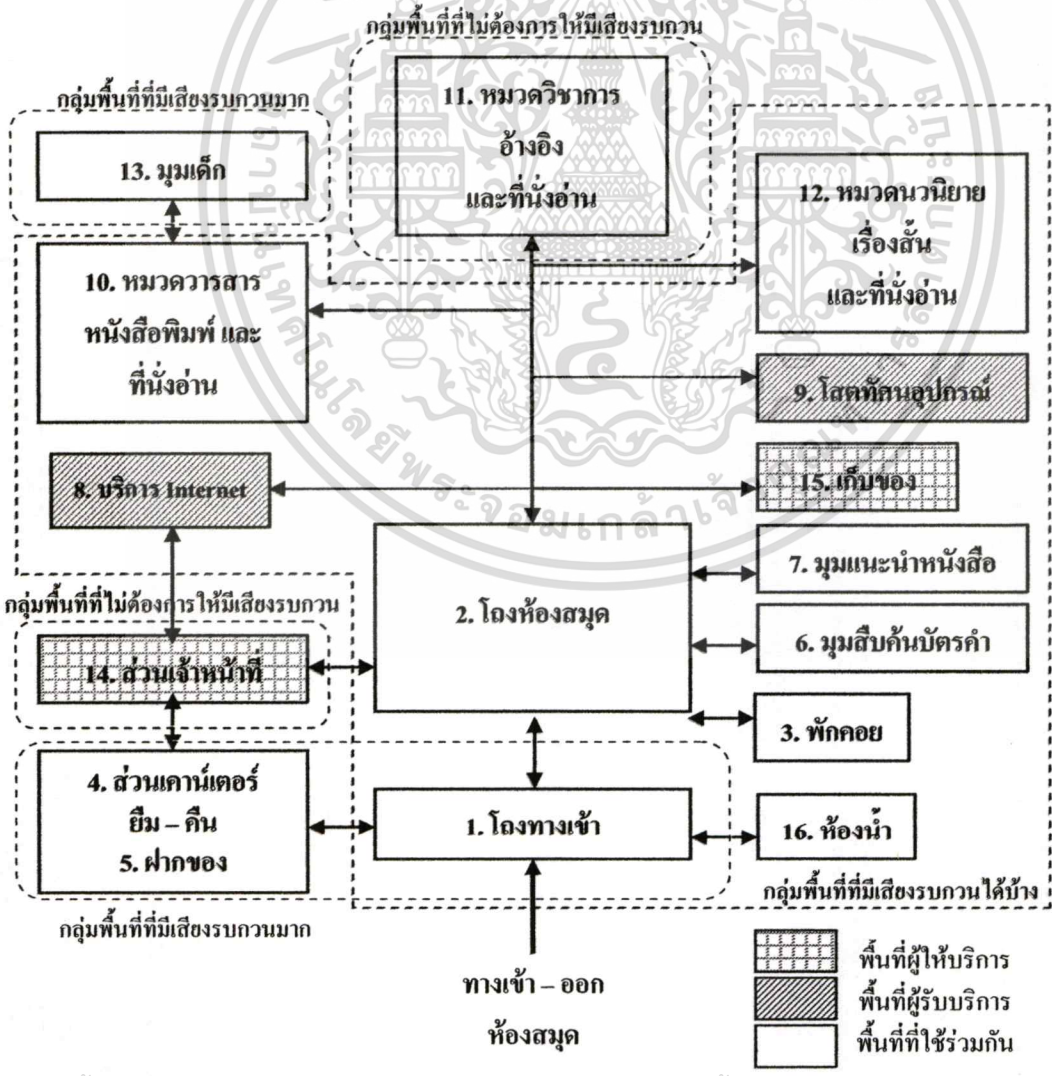 กลุ่มพื้นที่ที่ไม่ต้องการให้มีเสียงรบกวน
กลุ่มพื้นที่ที่มีเสียงรบกวนมาก
11. หมวดวิชาการ
อ้างอิง
และที่นั่งอ่าน
13. มุมเด็ก
12. หมวดนวนิยาย
เรื่องสั้น
และที่นั่งอ่าน
10. หมวดวารสาร
หนังสือพิมพ์ และ
ที่นั่งอ่าน
9. โสตทัศนอุปกรณ์
8. บริการ Internet
15. เก็บของ
7. มุมแนะนำหนังสือ
2. โถงห้องสมุด
กลุ่มพื้นที่ที่ไม่ต้องการให้มีเสียงรบกวน
6. มุมสืบค้นบัตรคำ
14. ส่วนเจ้าหน้าที่
3. พักคอย
4. ส่วนเคาน์เตอร์
ยืม – คืน
5. ฝากของ
1. โถงทางเข้า
16. ห้องน้ำ
กลุ่มพื้นที่ที่มีเสียงรบกวนได้บ้าง
กลุ่มพื้นที่ที่มีเสียงรบกวนมาก
ทางเข้า – ออก
ห้องสมุด
พื้นที่ผู้ให้บริการ
พื้นที่ผู้รับบริการ
พื้นที่ที่ใช้ร่วมกัน